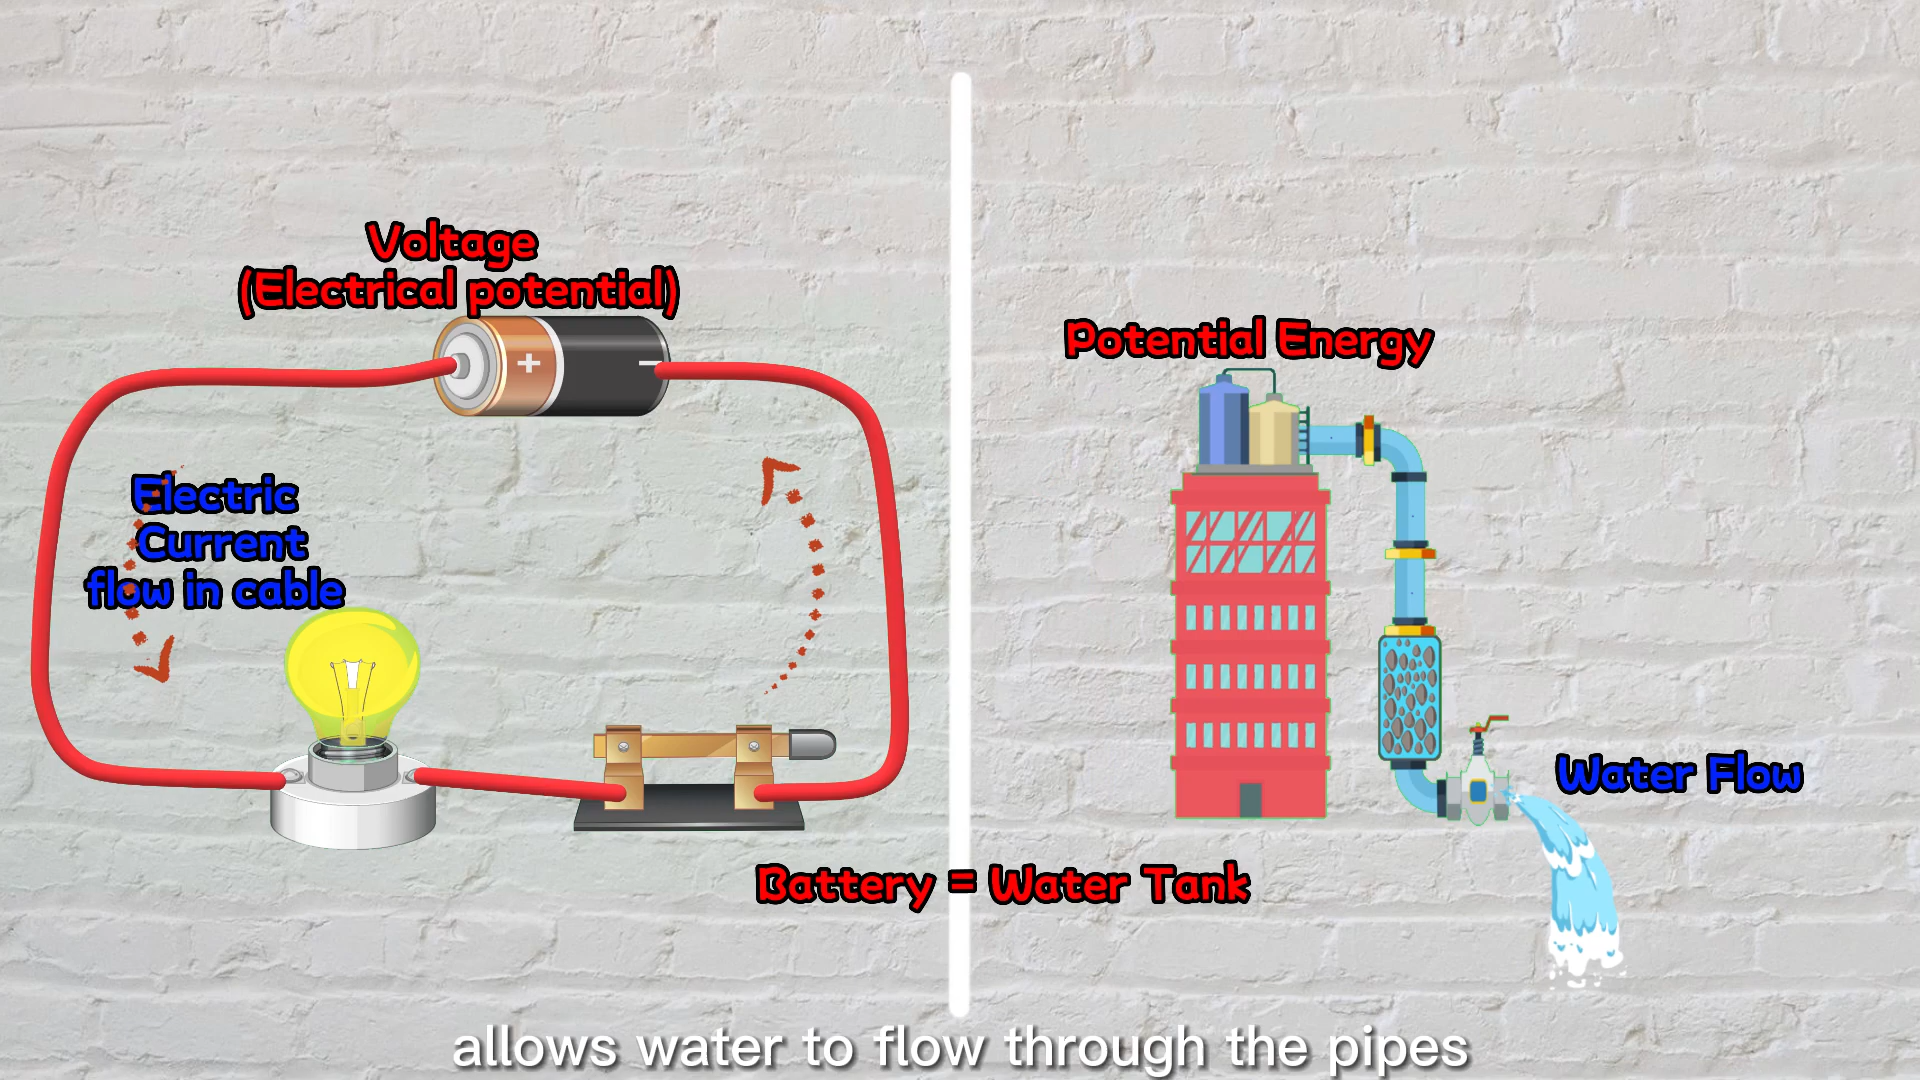 Voltage
(Electrical potential)
+ −
Electric
Current
flow in cable
Potential Energy
Water Flow
Battery = Water Tank
allows water to flow through the pipes